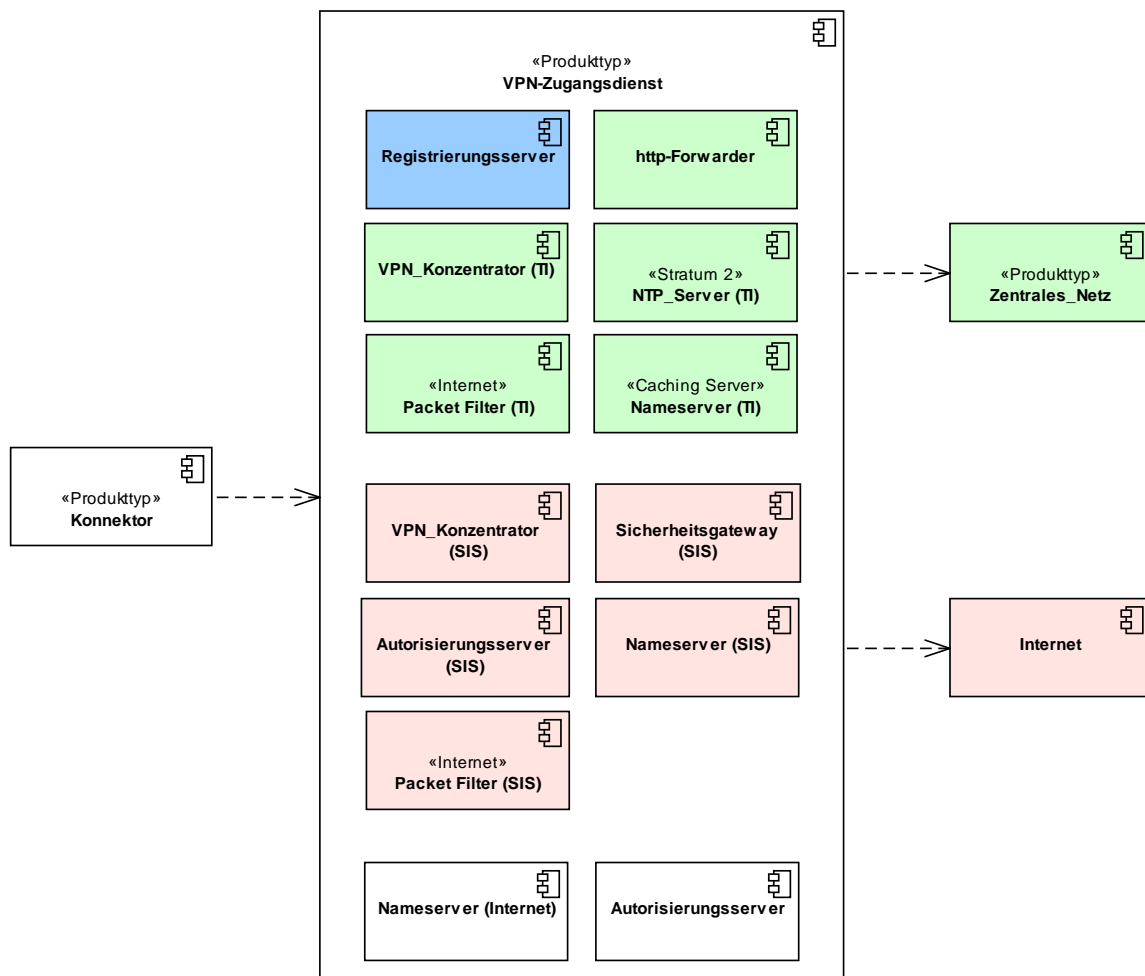 «Produkttyp»
VPN-Zugangsdienst
Registrierungsserver
http-Forwarder
VPN_Konzentrator (TI)
«Stratum 2»
NTP_Server (TI)
«Produkttyp»
Zentrales_Netz
«Internet»
Packet Filter (TI)
«Caching Server»
Nameserver (TI)
«Produkttyp»
Konnektor
VPN_Konzentrator
(SIS)
Sicherheitsgateway
(SIS)
Autorisierungsserver
(SIS)
Nameserver (SIS)
Internet
«Internet»
Packet Filter (SIS)
Nameserver (Internet)
Autorisierungsserver